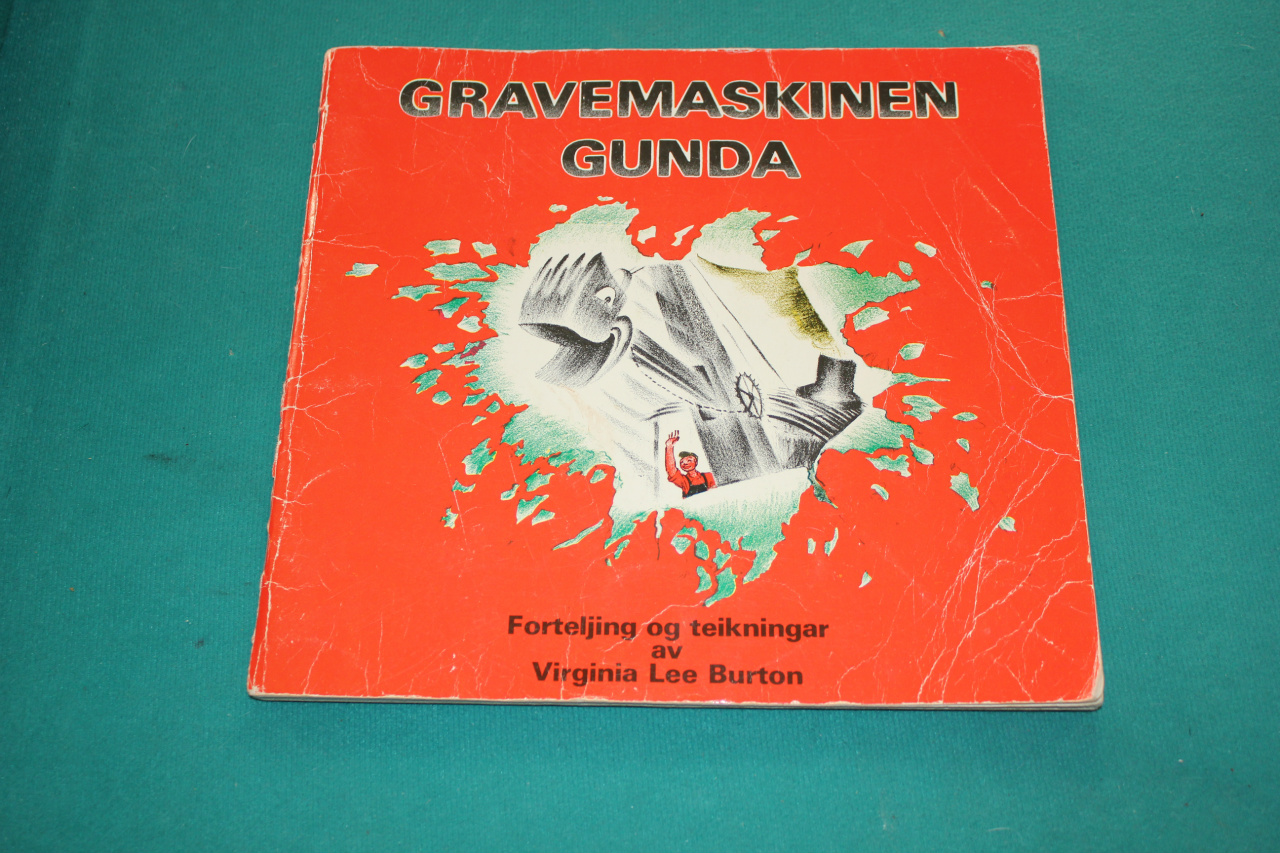 GRAVEMASKINEN
GUNDA
Forteljing og teikningar
av
Virginia Lee Burton